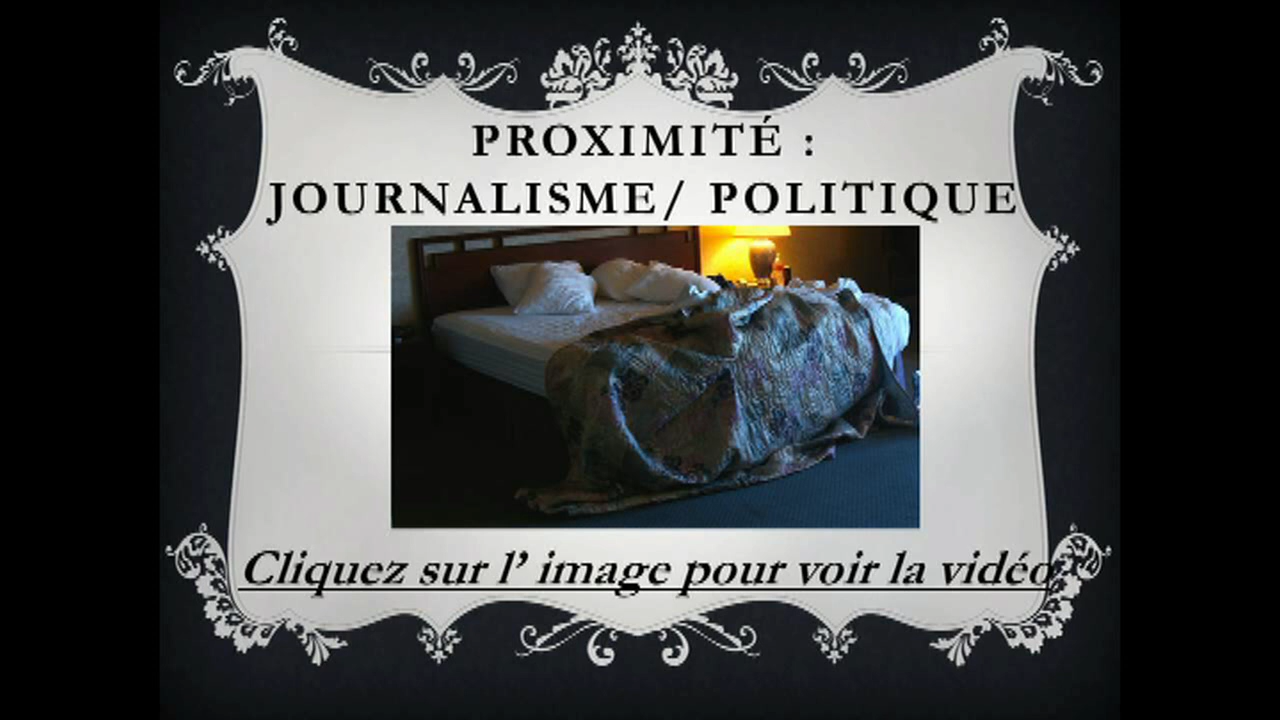 PROXIMITÉ :
JOURNALISME/ POLITIQUE
Cliquez sur l’ image pour voir la vidéo